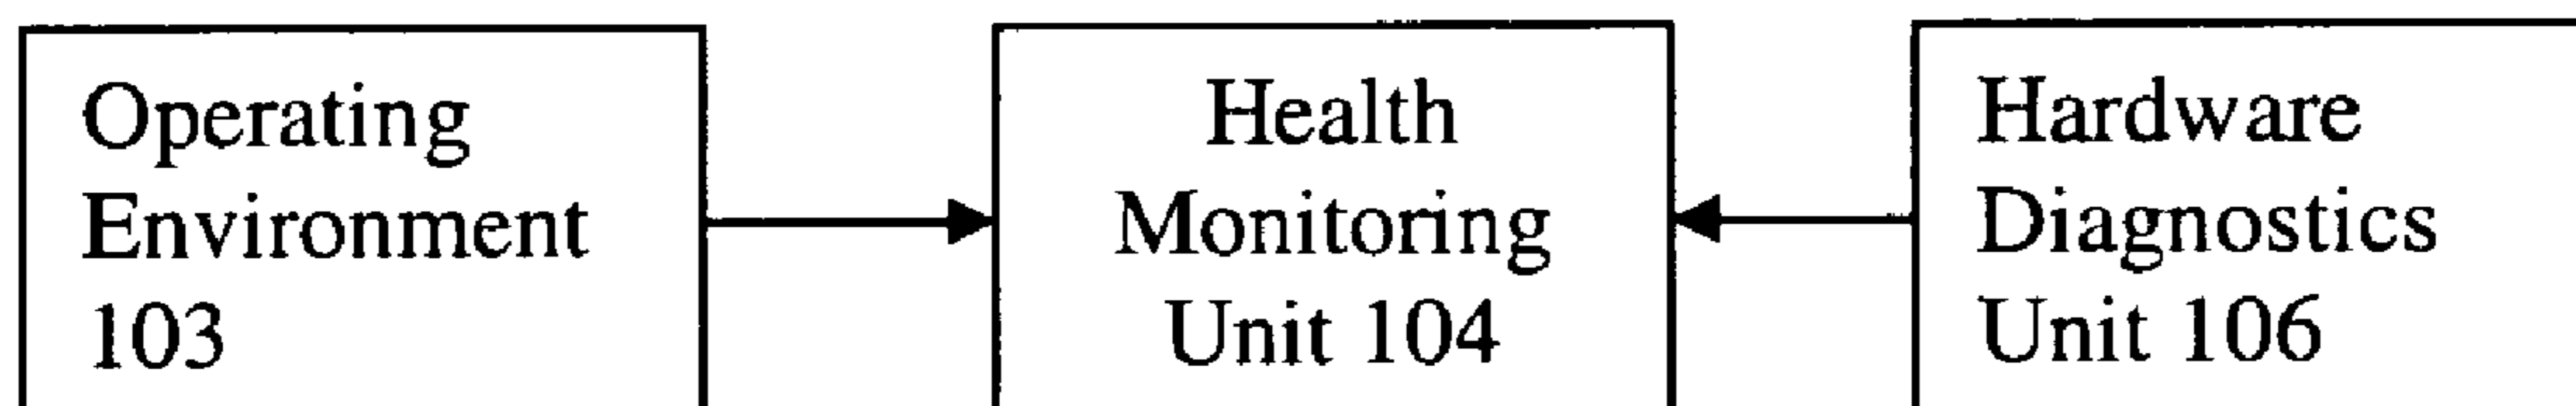 Operating
Environment
103
Health
Monitoring
Unit 104
Hardware
Diagnostics
Unit 106